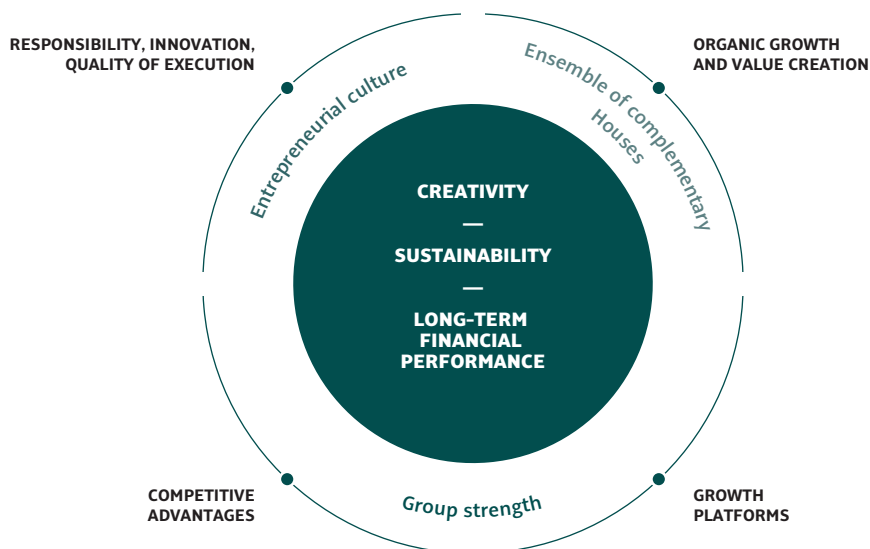 RESPONSIBILITY, INNOVATION,
QUALITY OF EXECUTION
ORGANIC GROWTH
AND VALUE CREATION
Entrepreneurial culture
Ensemble of complementary
Houses
CREATIVITY
—
SUSTAINABILITY
—
LONG-TERM
FINANCIAL
PERFORMANCE
COMPETITIVE
ADVANTAGES
Group strength
GROWTH
PLATFORMS